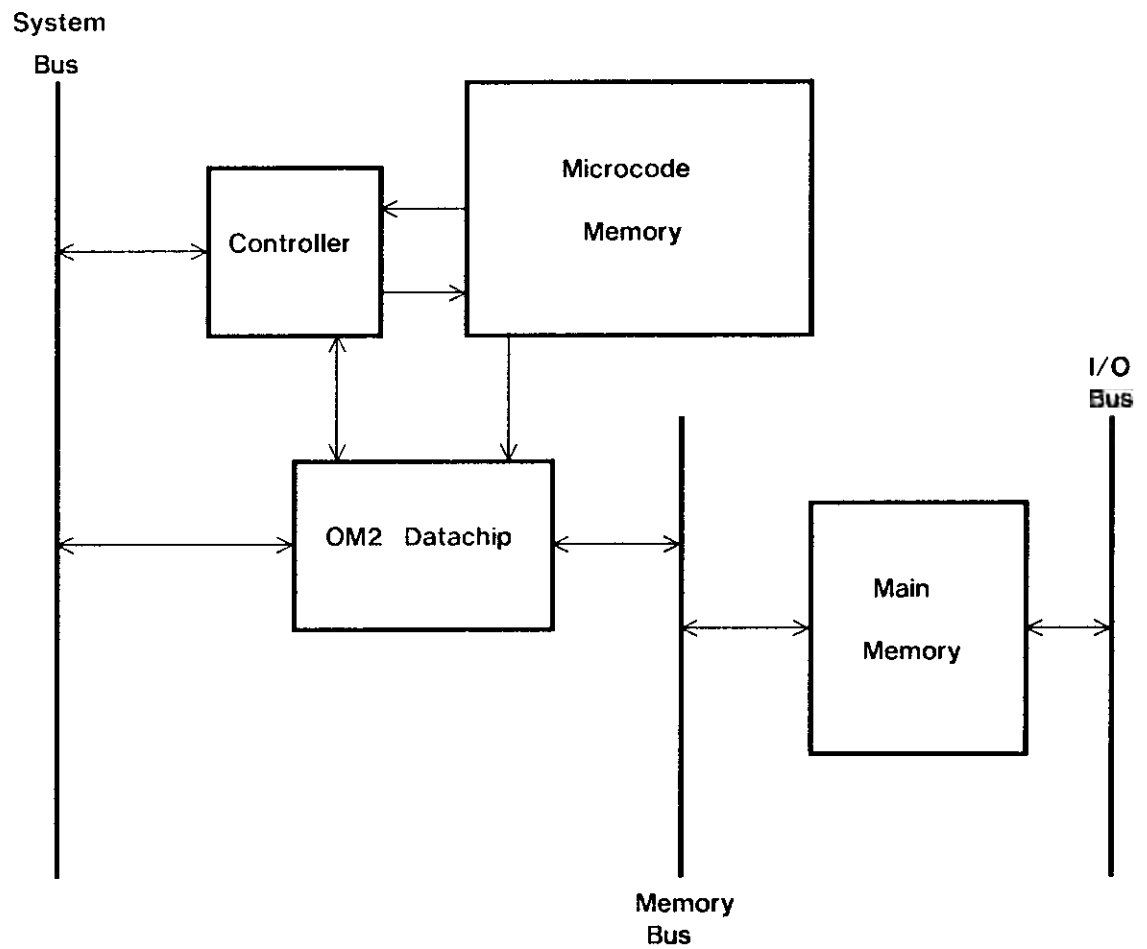 System
Bus
Microcode
Memory
Controller
I/O
Bus
OM2 Datachip
Main
Memory
Memory
Bus